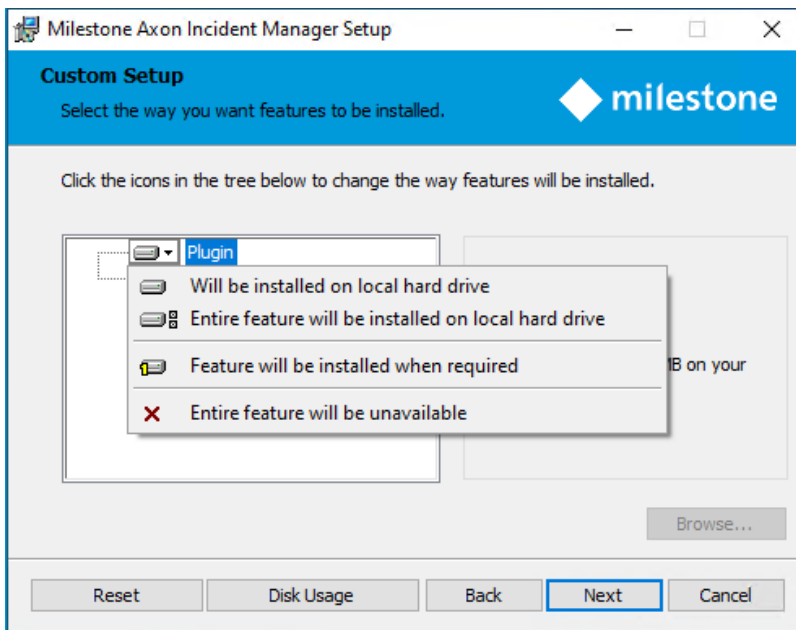 Milestone Axon Incident Manager Setup
Custom Setup
Select the way you want features to be installed.
milestone
Click the icons in the tree below to change the way features will be installed.
Plugin
Will be installed on local hard drive
Entire feature will be installed on local hard drive
Feature will be installed when required
on your
Entire feature will be unavailable
Browse...
Reset
Disk Usage
Back
Next
Cancel